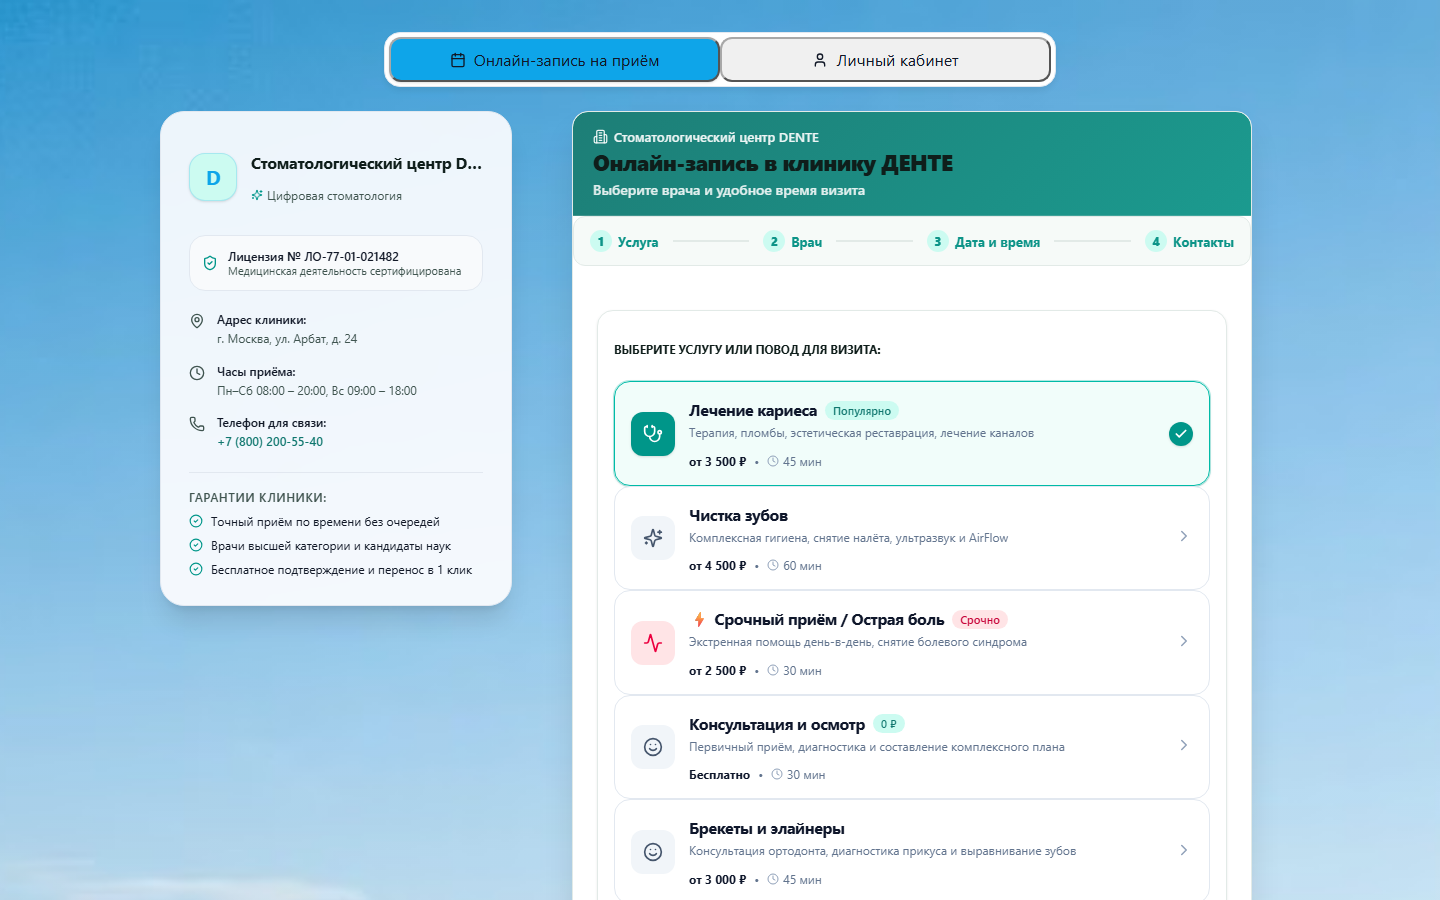 Онлайн-запись на приём
Личный кабинет
D
Стоматологический центр D...
Цифровая стоматология
Лицензия № ЛО-77-01-021482
Медицинская деятельность сертифицирована
Адрес клиники:
г. Москва, ул. Арбат, д. 24
Часы приёма:
Пн–Сб 08:00 – 20:00, Вс 09:00 – 18:00
Телефон для связи:
+7 (800) 200-55-40
ГАРАНТИИ КЛИНИКИ:
Точный приём по времени без очередей
Врачи высшей категории и кандидаты наук
Бесплатное подтверждение и перенос в 1 клик
Стоматологический центр DENTE
Онлайн-запись в клинику ДЕНТЕ
Выберите врача и удобное время визита
1 Услуга
2 Врач
3 Дата и время
4 Контакты
ВЫБЕРИТЕ УСЛУГУ ИЛИ ПОВОД ДЛЯ ВИЗИТА:
Лечение кариеса Популярно
Терапия, пломбы, эстетическая реставрация, лечение каналов
от 3 500 ₽ • 45 мин
Чистка зубов
Комплексная гигиена, снятие налёта, ультразвук и AirFlow
от 4 500 ₽ • 60 мин
Срочный приём / Острая боль Срочно
Экстренная помощь день-в-день, снятие болевого синдрома
от 2 500 ₽ • 30 мин
Консультация и осмотр 0 ₽
Первичный приём, диагностика и составление комплексного плана
Бесплатно • 30 мин
Брекеты и элайнеры
Консультация ортодонта, диагностика прикуса и выравнивание зубов
от 3 000 ₽ • 45 мин